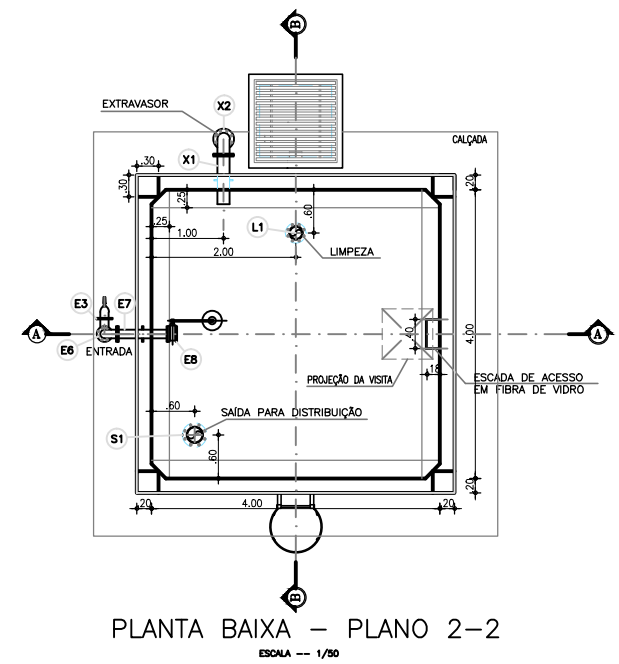 B
EXTRAVASOR
X2
CALÇADA
X1
.30
.20
.30
.25
.60
.25
L1
1.00
2.00
LIMPEZA
E3
E7
A
A
.40
4.00
E6
ENTRADA
E8
.18
PROJEÇÃO DA VISITA
ESCADA DE ACESSO
EM FIBRA DE VIDRO
.60
SAÍDA PARA DISTRIBUIÇÃO
S1
.60
.20
.20
4.00
.20
B
PLANTA BAIXA – PLANO 2–2
ESCALA –– 1/50